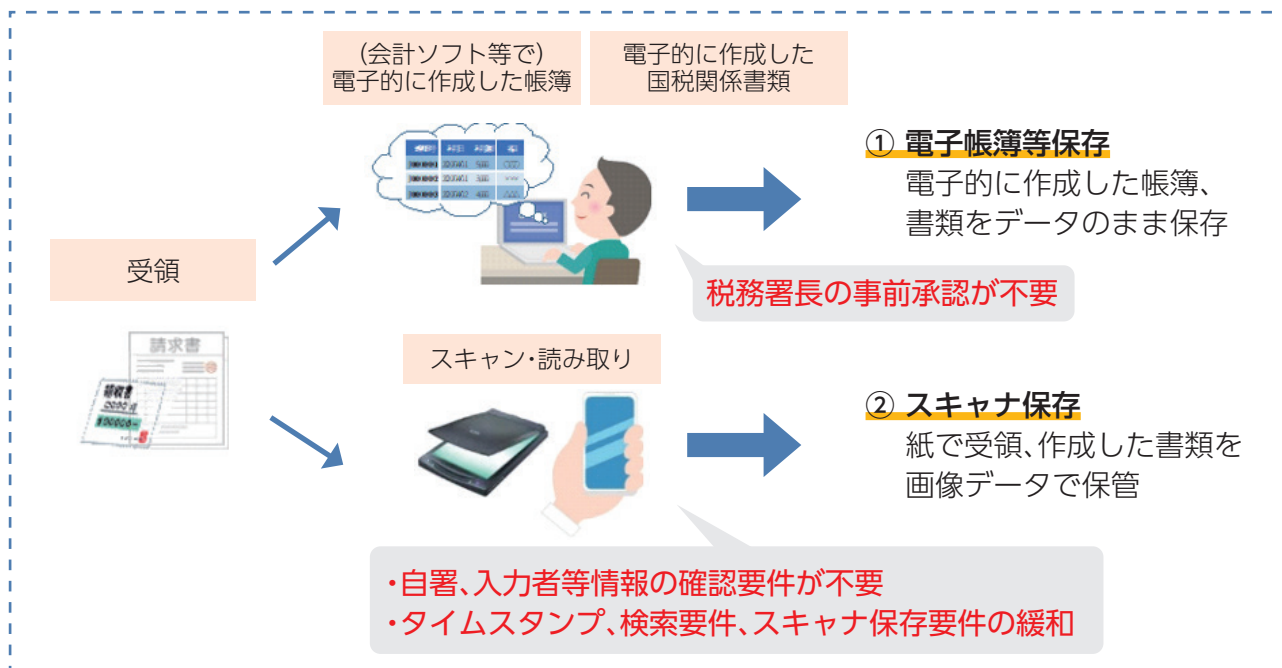 (会計ソフト等で)
電子的に作成した帳簿
電子的に作成した
国税関係書類
① 電子帳簿等保存
電子的に作成した帳簿、
書類をデータのまま保存
受領
税務署長の事前承認が不要
請求書
領収書
スキャン・読み取り
② スキャナ保存
紙で受領、作成した書類を
画像データで保管
・自署、入力者等情報の確認要件が不要
・タイムスタンプ、検索要件、スキャナ保存要件の緩和